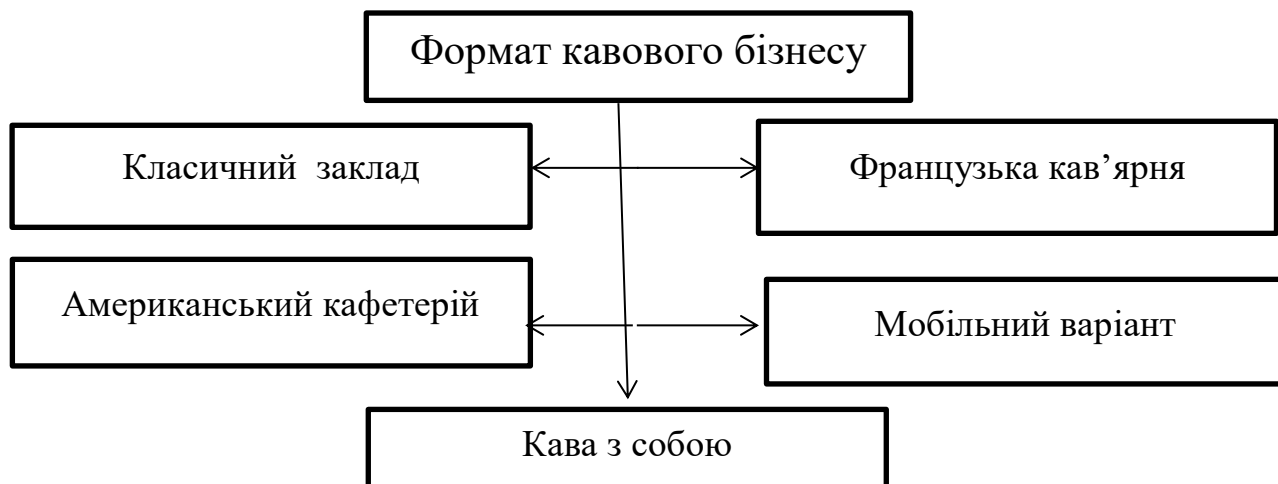 Формат кавового бізнесу
Класичний заклад
Французька кав’ярня
Американський кафетерій
Мобільний варіант
Кава з собою